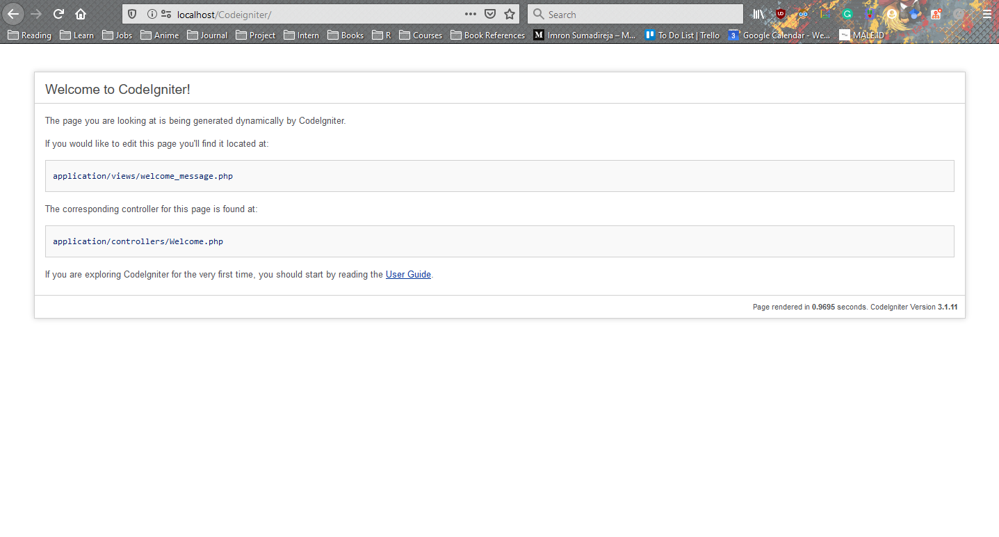 localhost/Codeigniter/
Search
Reading Learn Jobs Anime Journal Project Intern Books R Courses Book References M Imron Sumadireja – M... To Do List | Trello 3 Google Calendar - We... MALE.ID
Welcome to CodeIgniter!
The page you are looking at is being generated dynamically by CodeIgniter.
If you would like to edit this page you'll find it located at:
application/views/welcome_message.php
The corresponding controller for this page is found at:
application/controllers/Welcome.php
If you are exploring CodeIgniter for the very first time, you should start by reading the User Guide.
Page rendered in 0.9695 seconds. CodeIgniter Version 3.1.11